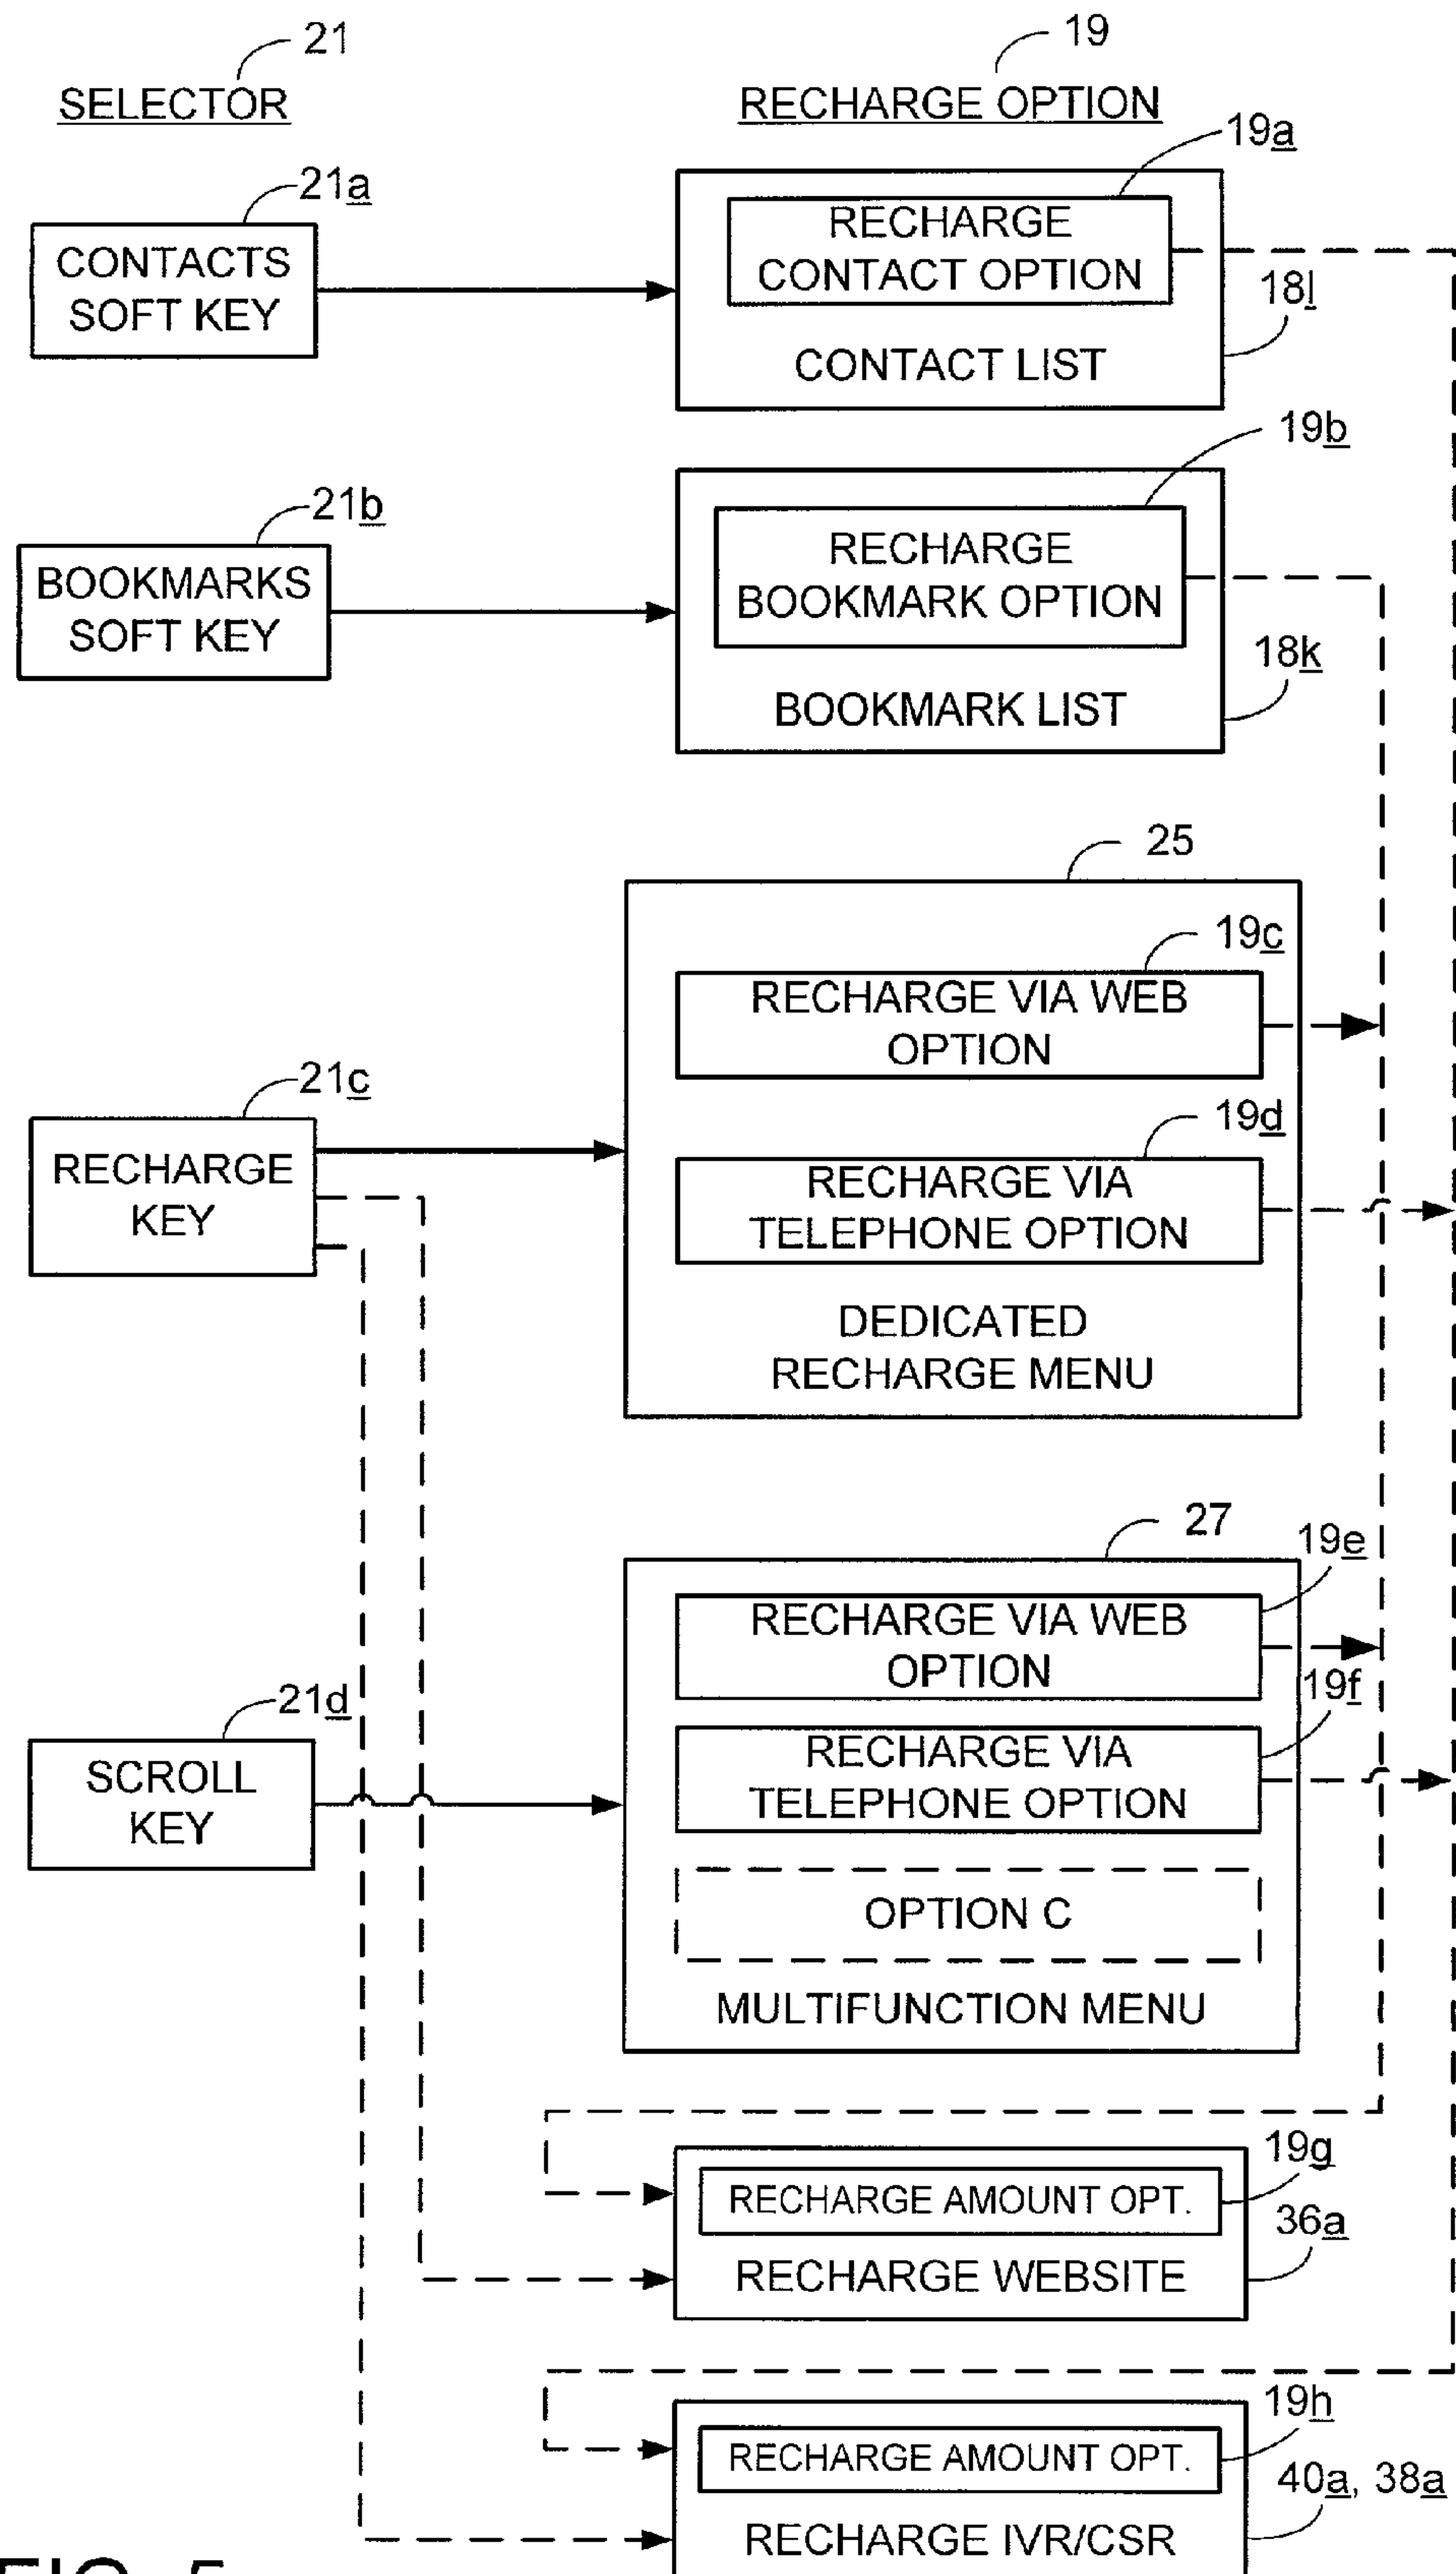 21
19
SELECTOR
RECHARGE OPTION
19a
21a
RECHARGE
CONTACT OPTION
CONTACTS
SOFT KEY
18l
CONTACT LIST
19b
21b
RECHARGE
BOOKMARK OPTION
BOOKMARKS
SOFT KEY
18k
BOOKMARK LIST
25
19c
RECHARGE VIA WEB
OPTION
21c
19d
RECHARGE
KEY
RECHARGE VIA
TELEPHONE OPTION
DEDICATED
RECHARGE MENU
27
19e
RECHARGE VIA WEB
OPTION
21d
19f
SCROLL
KEY
RECHARGE VIA
TELEPHONE OPTION
OPTION C
MULTIFUNCTION MENU
19g
RECHARGE AMOUNT OPT.
36a
RECHARGE WEBSITE
19h
RECHARGE AMOUNT OPT.
40a, 38a
RECHARGE IVR/CSR
FIG. 5